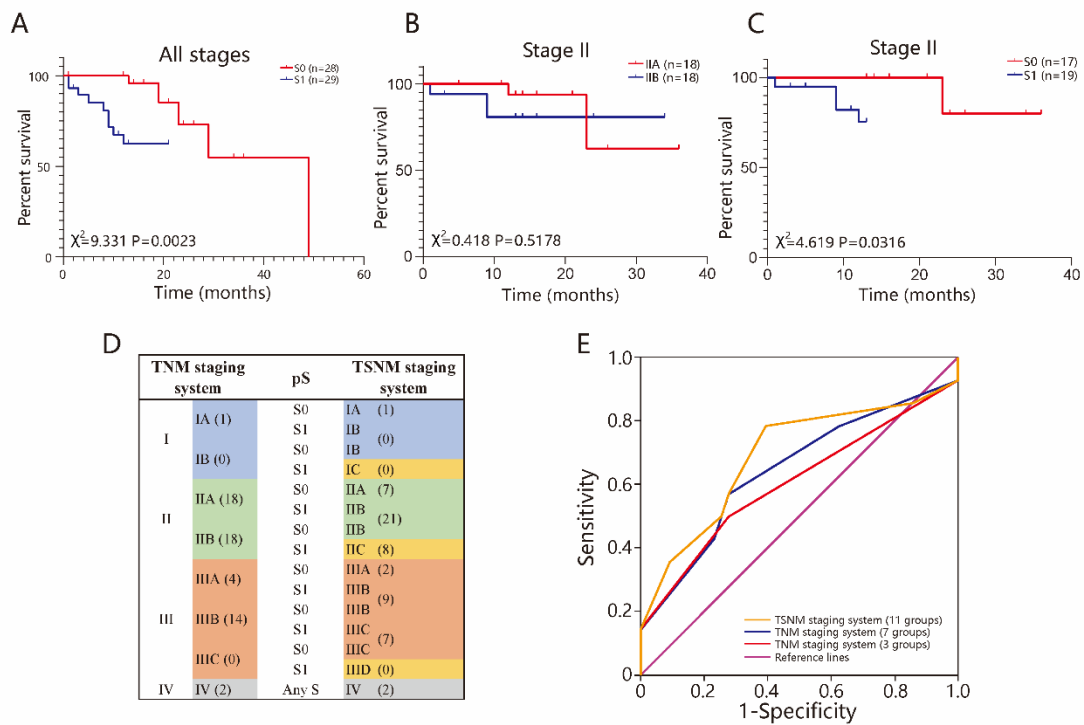 A
All stages
S0 (n=28)
S1 (n=29)
Percent survival
100
50
0
χ²=9.331 P=0.0023
0 20 40 60
Time (months)
B
Stage II
IIA (n=18)
IIB (n=18)
Percent survival
100
50
0
χ²=0.418 P=0.5178
0 10 20 30 40
Time (months)
C
Stage II
S0 (n=17)
S1 (n=19)
Percent survival
100
50
0
χ²=4.619 P=0.0316
0 10 20 30 40
Time (months)
D
TNM staging system pS TSNM staging system
I
IA (1)
IB (0)
S0
S1
S0
S1
IA (1)
IB
(0)
IB
IC (0)
II
IIA (18)
IIB (18)
S0
S1
S0
S1
IIA (7)
IIB
(21)
IIB
IIC (8)
III
IIIA (4)
IIIB (14)
IIIC (0)
S0
S1
S0
S1
S0
S1
IIIA (2)
IIIB
(9)
IIIB
IIIC
(7)
IIIC
IIID (0)
IV IV (2) Any S IV (2)
E
Sensitivity
1.0
0.8
0.6
0.4
0.2
0
TSNM staging system (11 groups)
TNM staging system (7 groups)
TNM staging system (3 groups)
Reference lines
0 0.2 0.4 0.6 0.8 1.0
1-Specificity